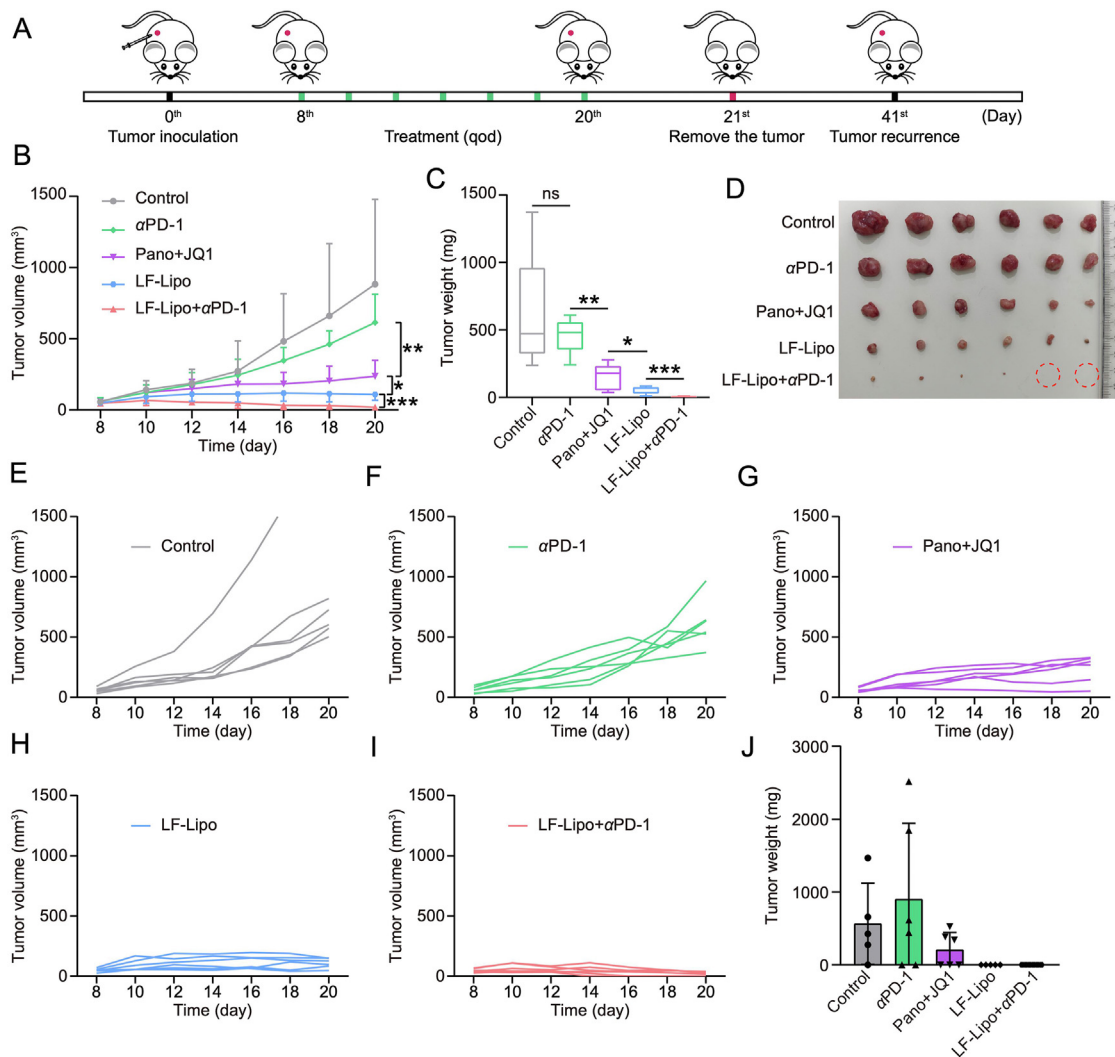 A
0th
8th
20th
21st
41st
(Day)
Tumor inoculation
Treatment (qod)
Remove the tumor
Tumor recurrence
B
Tumor volume (mm³)
1500
1000
500
0
Control
αPD-1
Pano+JQ1
LF-Lipo
LF-Lipo+αPD-1
**
*
***
8 10 12 14 16 18 20
Time (day)
C
Tumor weight (mg)
1500
1000
500
0
ns
**
*
***
Control
αPD-1
Pano+JQ1
LF-Lipo
LF-Lipo+αPD-1
D
Control
αPD-1
Pano+JQ1
LF-Lipo
LF-Lipo+αPD-1
E
Tumor volume (mm³)
1500
1000
500
0
Control
8 10 12 14 16 18 20
Time (day)
F
Tumor volume (mm³)
1500
1000
500
0
αPD-1
8 10 12 14 16 18 20
Time (day)
G
Tumor volume (mm³)
1500
1000
500
0
Pano+JQ1
8 10 12 14 16 18 20
Time (day)
H
Tumor volume (mm³)
1500
1000
500
0
LF-Lipo
8 10 12 14 16 18 20
Time (day)
I
Tumor volume (mm³)
1500
1000
500
0
LF-Lipo+αPD-1
8 10 12 14 16 18 20
Time (day)
J
Tumor weight (mg)
3000
2000
1000
0
Control
αPD-1
Pano+JQ1
LF-Lipo
LF-Lipo+αPD-1